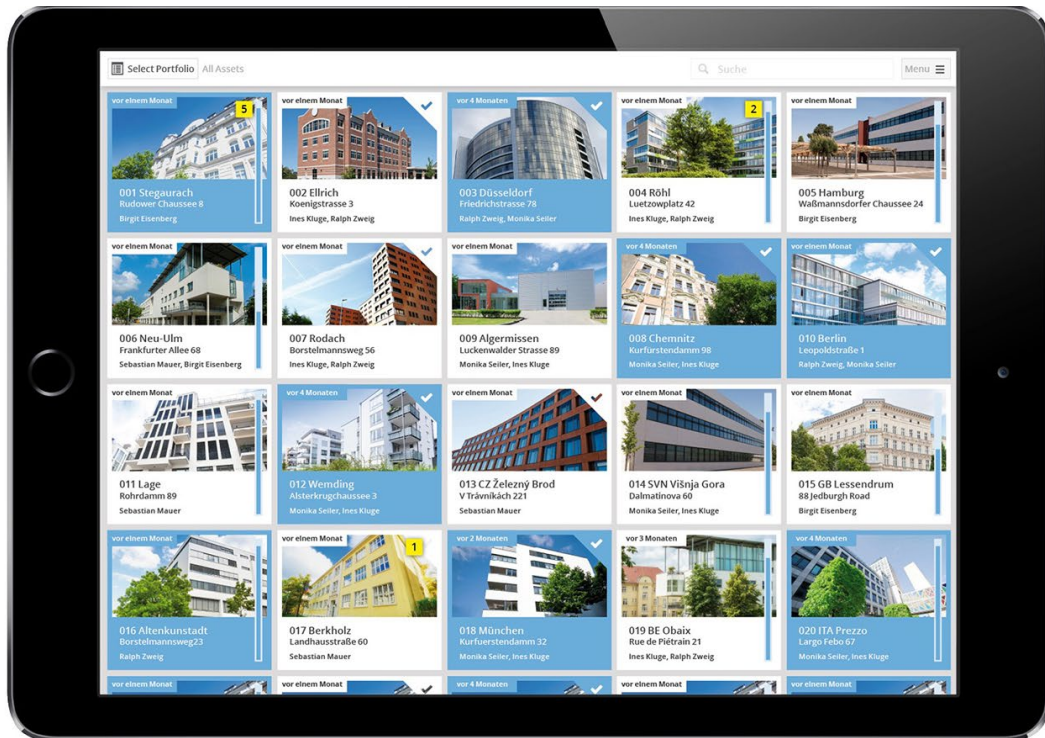 Select Portfolio All Assets
Suche
Menu
vor einem Monat
5
001 Stegaurach
Rudower Chaussee 8
Birgit Eisenberg
vor einem Monat
002 Ellrich
Koenigstrasse 3
Ines Kluge, Ralph Zweig
vor 4 Monaten
003 Düsseldorf
Friedrichstrasse 78
Ralph Zweig, Monika Seiler
vor einem Monat
2
004 Röhl
Luetzowplatz 42
Ines Kluge, Ralph Zweig
vor einem Monat
005 Hamburg
Waßmannsdorfer Chaussee 24
Birgit Eisenberg
vor einem Monat
006 Neu-Ulm
Frankfurter Allee 68
Sebastian Mauer, Birgit Eisenberg
vor einem Monat
007 Rodach
Borstelmannsweg 56
Ines Kluge, Ralph Zweig
vor einem Monat
009 Algermissen
Luckenwalder Strasse 89
Monika Seiler, Ines Kluge
vor 4 Monaten
008 Chemnitz
Kurfürstendamm 98
Monika Seiler, Ines Kluge
vor einem Monat
010 Berlin
Leopoldstraße 1
Ralph Zweig, Monika Seiler
vor einem Monat
011 Lage
Rohrdamm 89
Sebastian Mauer
vor 4 Monaten
012 Wemding
Alsterkrugchaussee 3
Monika Seiler, Ines Kluge
vor einem Monat
013 CZ Železný Brod
V Trávníkách 221
Sebastian Mauer
vor einem Monat
014 SVN Višnja Gora
Dalmatinova 60
Monika Seiler, Ines Kluge
vor einem Monat
015 GB Lessendrum
88 Jedburgh Road
Birgit Eisenberg
vor einem Monat
016 Altenkunstadt
Borstelmannsweg23
Ralph Zweig
vor einem Monat
1
017 Berkholz
Landhausstraße 60
Sebastian Mauer
vor 2 Monaten
018 München
Kurfuerstendamm 32
Monika Seiler, Ines Kluge
vor 3 Monaten
019 BE Obaix
Rue de Piétrain 21
Ines Kluge, Ralph Zweig
vor 4 Monaten
020 ITA Prezzo
Largo Febo 67
Monika Seiler, Ines Kluge
vor einem Monat
vor einem Monat
vor 4 Monaten
vor einem Monat
vor einem Monat